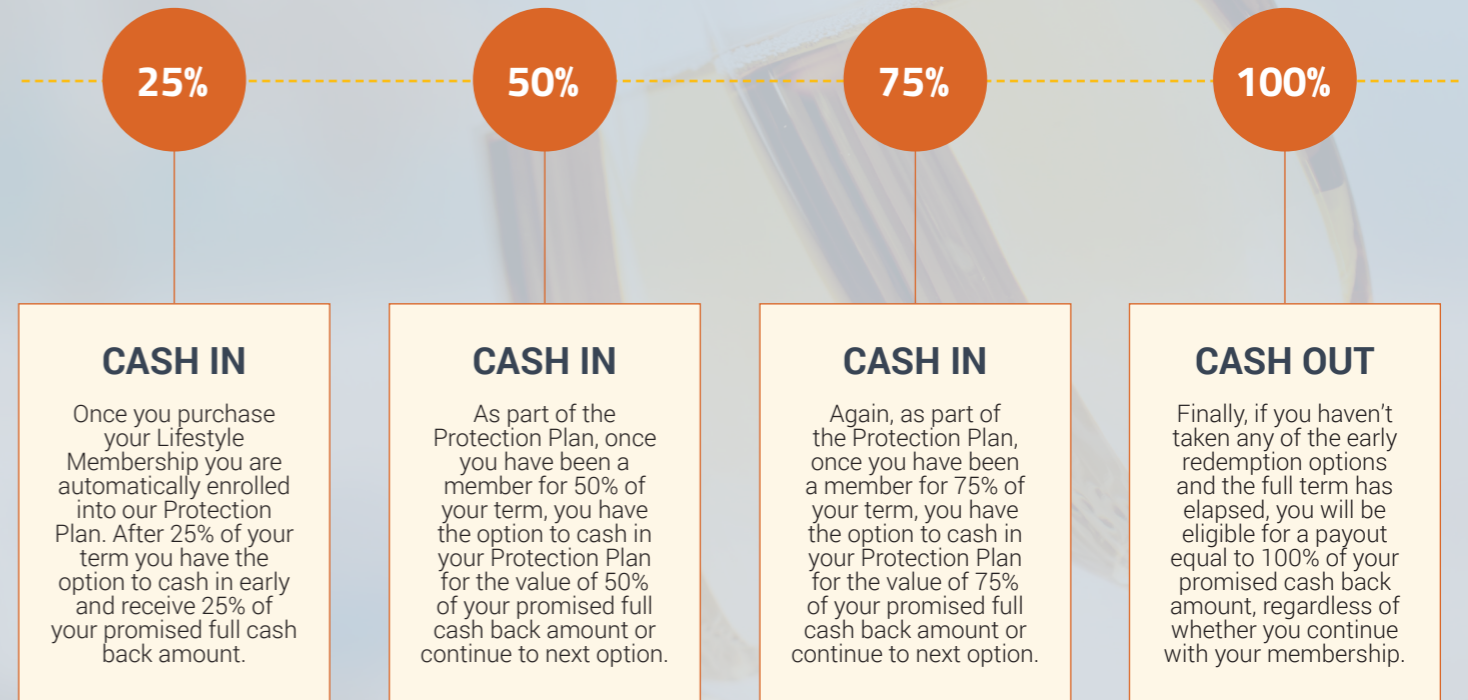 25%
50%
75%
100%
CASH IN
Once you purchase
your Lifestyle
Membership you are
automatically enrolled
into our Protection
Plan. After 25% of your
term you have the
option to cash in early
and receive 25% of
your promised full cash
back amount.
CASH IN
As part of the
Protection Plan, once
you have been a
member for 50% of
your term, you have
the option to cash in
your Protection Plan
for the value of 50%
of your promised full
cash back amount or
continue to next option.
CASH IN
Again, as part of
the Protection Plan,
once you have been
a member for 75% of
your term, you have
the option to cash in
your Protection Plan
for the value of 75%
of your promised full
cash back amount or
continue to next option.
CASH OUT
Finally, if you haven’t
taken any of the early
redemption options
and the full term has
elapsed, you will be
eligible for a payout
equal to 100% of your
promised cash back
amount, regardless of
whether you continue
with your membership.